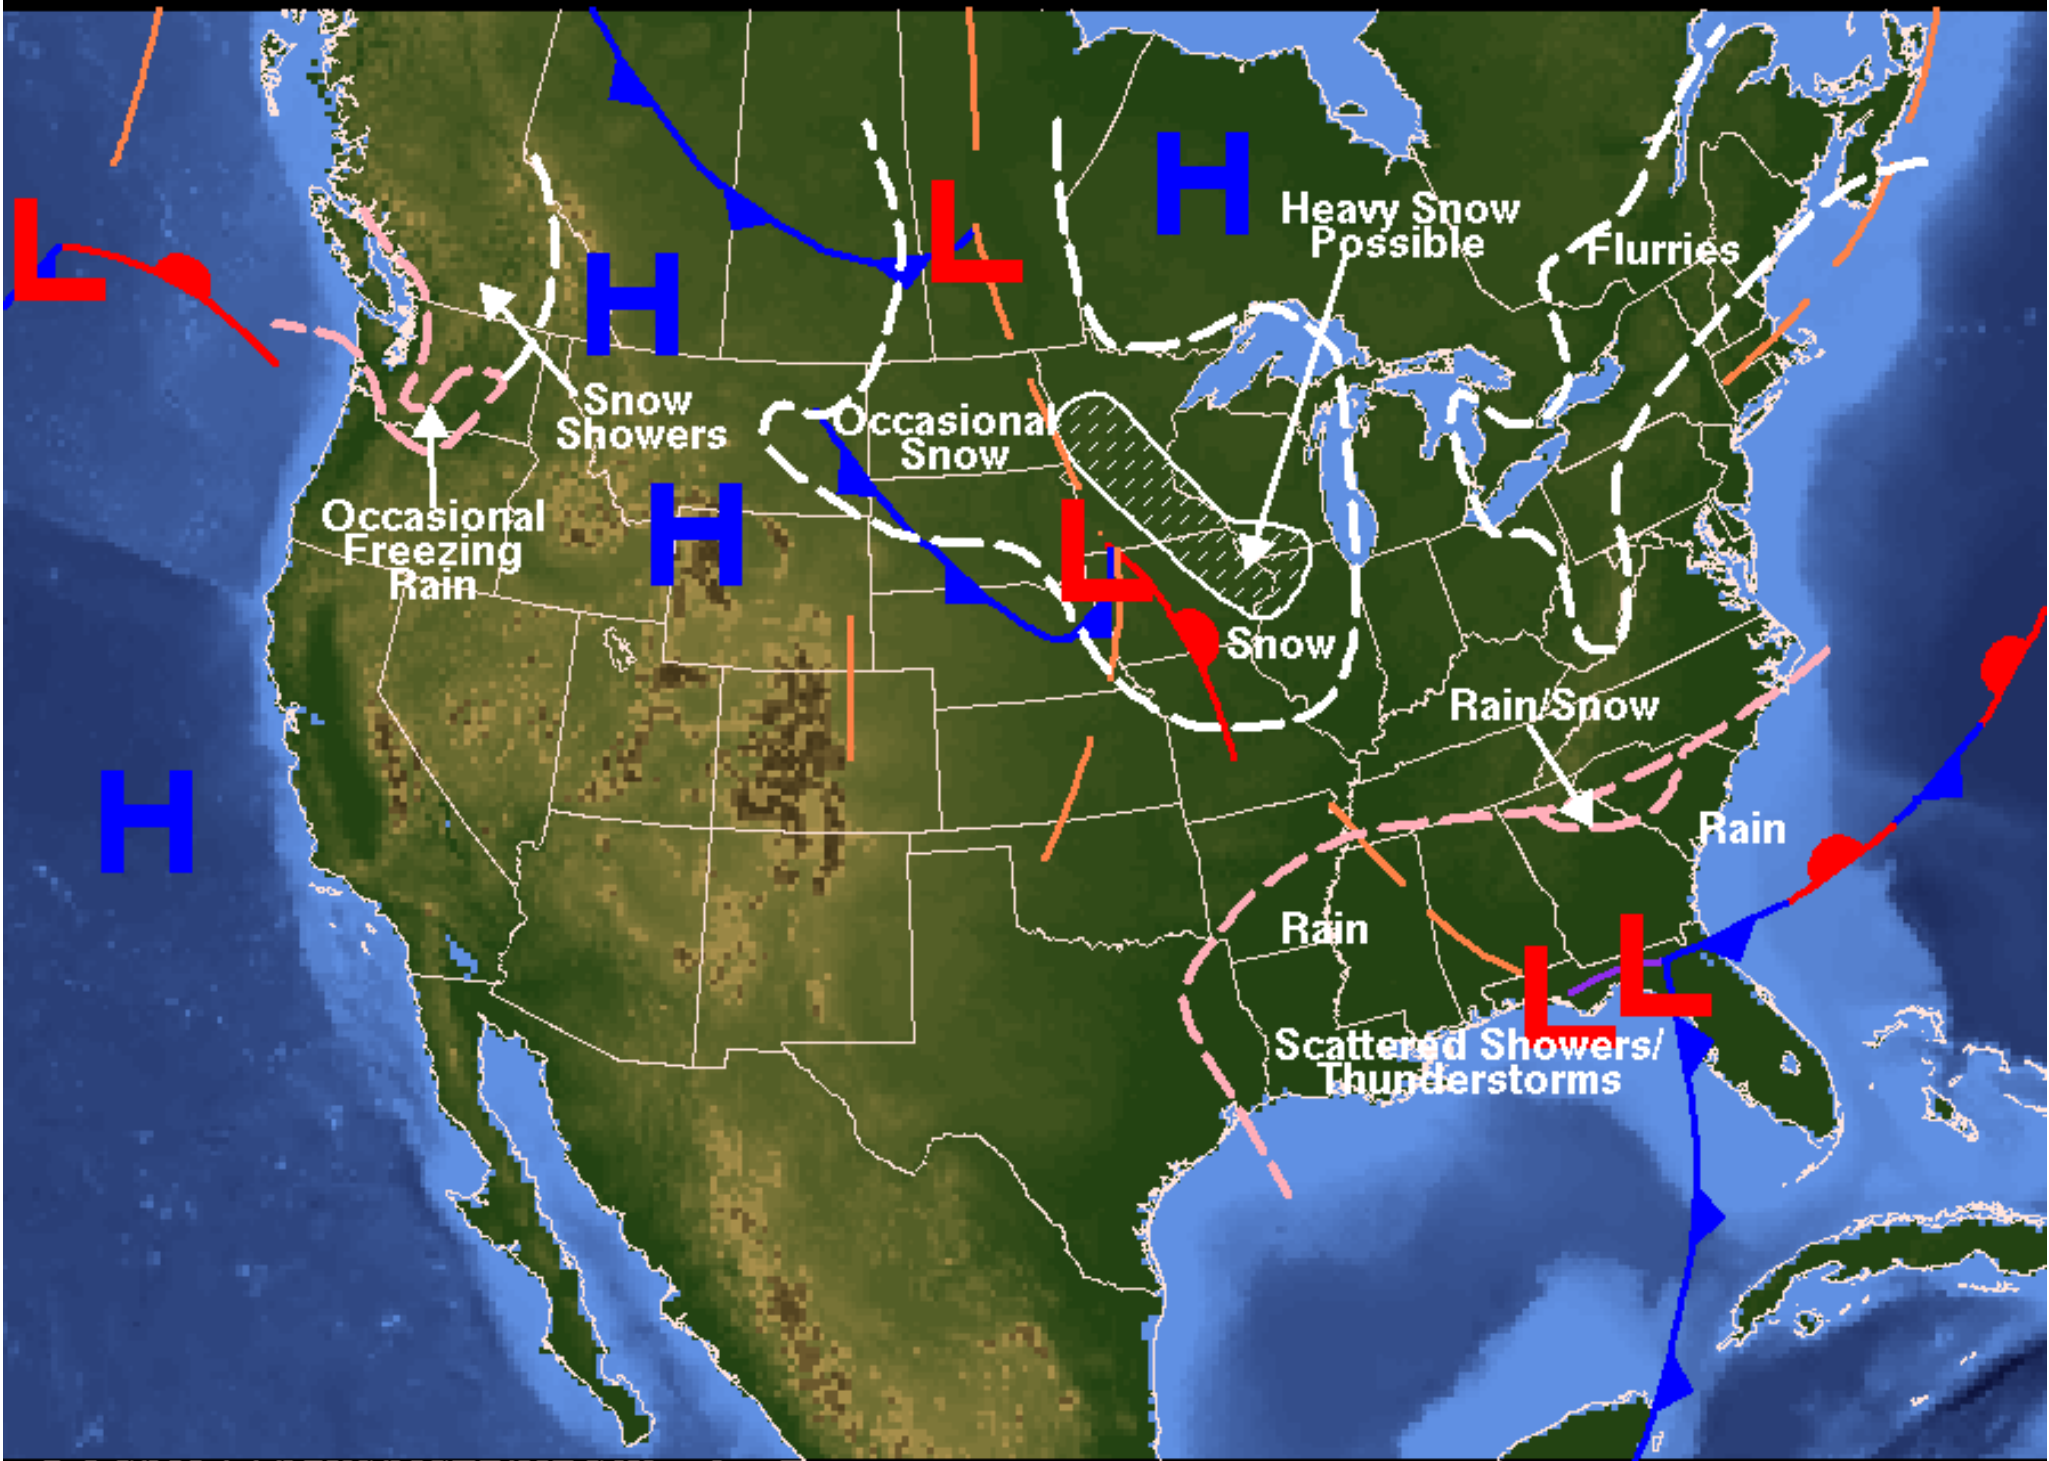 H
L
L
Heavy Snow
Possible
Flurries
H
Snow
Showers
Occasional
Snow
H
Occasional
Freezing
Rain
L
Snow
Rain/Snow
H
Rain
Rain
L
L
Scattered Showers/
Thunderstorms